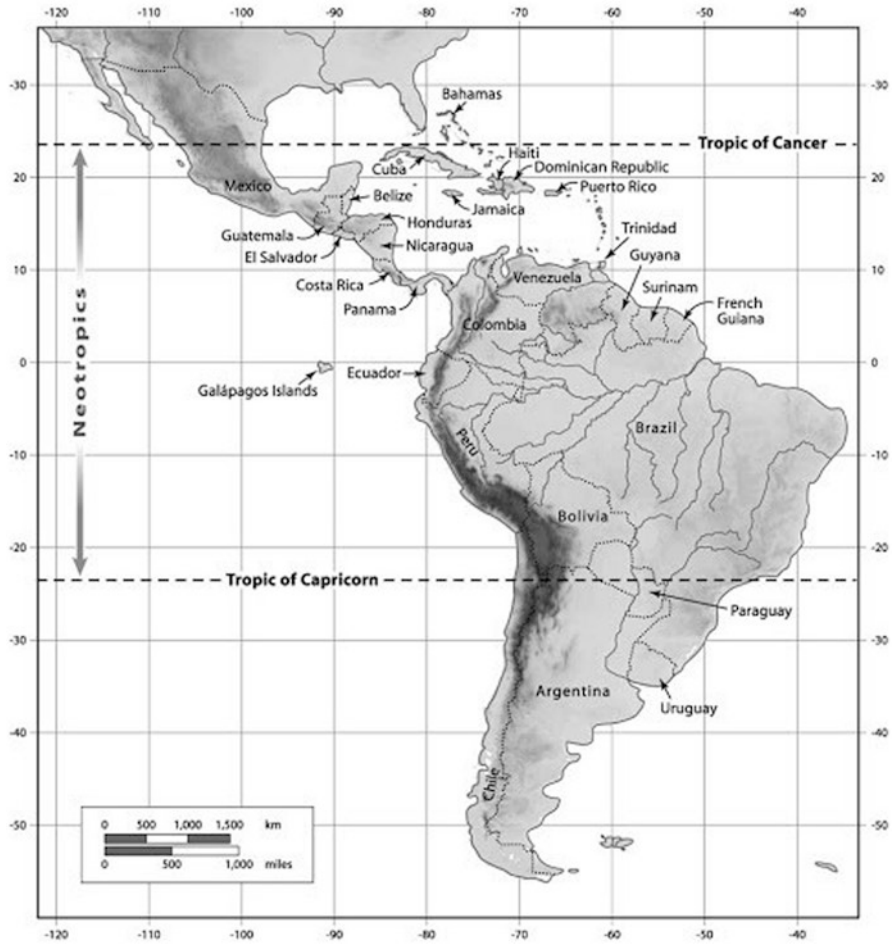 -120 -110 -100 -90 -80 -70 -60 -50 -40
-30 -30
Bahamas
Tropic of Cancer
Haiti
Cuba
Dominican Republic
20 20
Mexico
Puerto Rico
Belize
Jamaica
Honduras
Trinidad
Guatemala
Nicaragua
El Salvador
Guyana
10 10
Venezuela
Costa Rica
Surinam
Panama
French
Guiana
Colombia
Neotropics
0 0
Ecuador
Galápagos Islands
Brazil
Peru
-10 -10
Bolivia
-20 -20
Tropic of Capricorn
Paraguay
-30 -30
Argentina
Uruguay
-40 -40
Chile
0 500 1,000 1,500 km
-50 -50
0 500 1,000 miles
-120 -110 -100 -90 -80 -70 -60 -50 -40